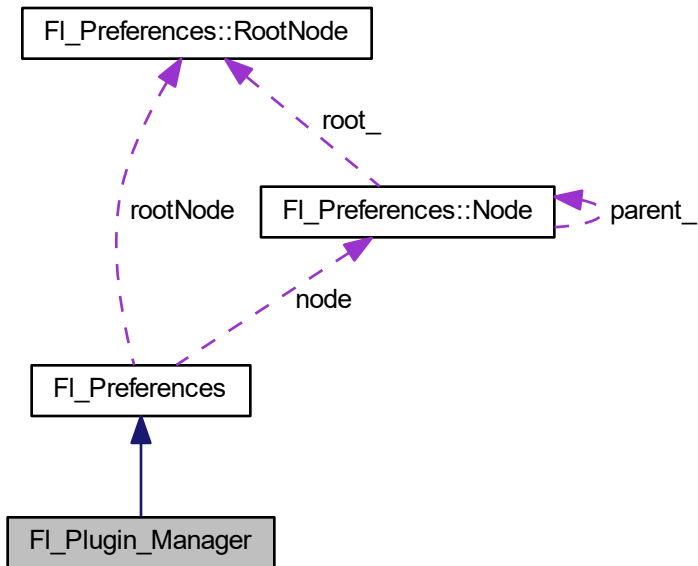 Fl_Preferences::RootNode
root_
rootNode
Fl_Preferences::Node
parent_
node
Fl_Preferences
Fl_Plugin_Manager